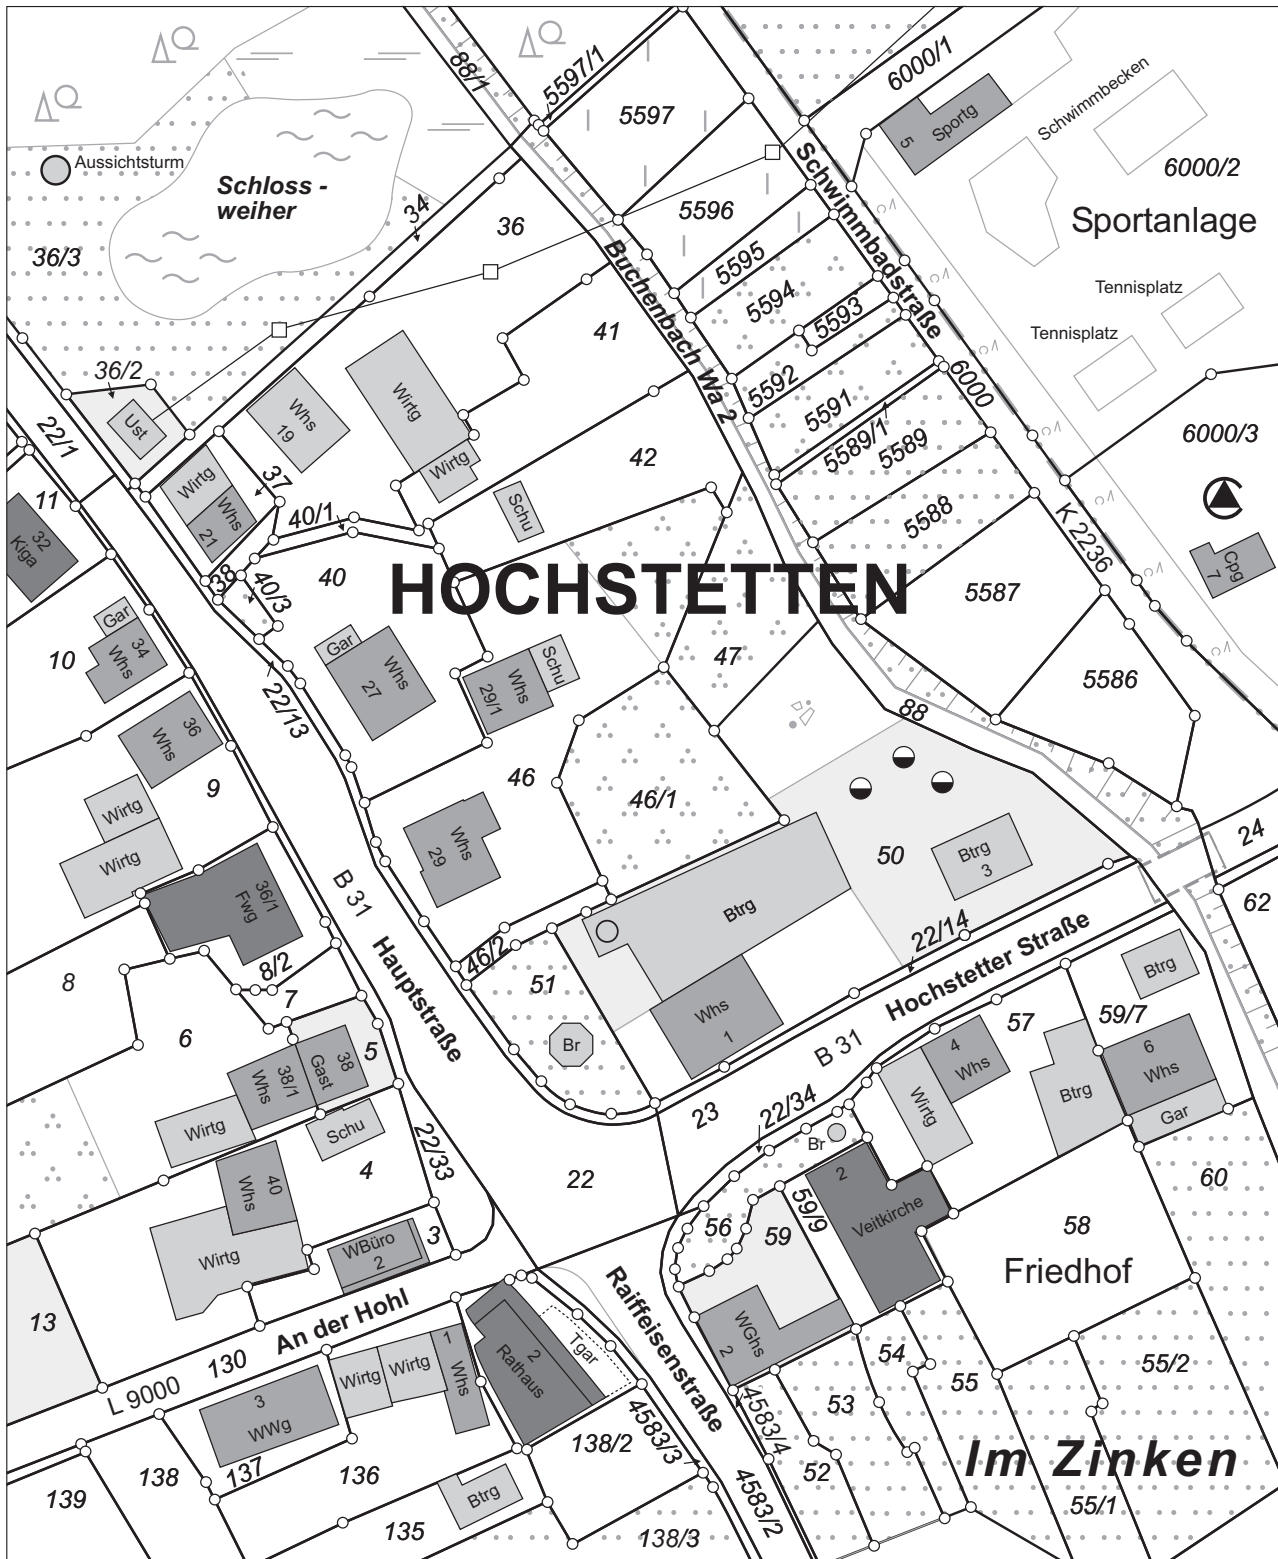 88/1
5597/1
6000/1
5597
Sportg
5
Schwimmbecken
Aussichtsturm
6000/2
Schloss -
weiher
34
36
5596
Schwimmbadstraße
Sportanlage
36/3
Buchenbach Wa 2
5595
5594
Tennisplatz
5593
41
Tennisplatz
36/2
Wirtg
5592
6000
Ust
Whs
19
5591
22/1
5589/1
5589
6000/3
42
Wirtg
Wirtg
37
11
Whs
21
Schu
40/1
5588
K 2236
32
Kiga
38
40/3
40
HOCHSTETTEN
Cpg
7
5587
Gar
34
Whs
10
Gar
Whs
27
Schu
Whs
29/1
47
5586
22/13
36
Whs
88
9
46
46/1
Wirtg
Wirtg
Whs
29
50
Btrg
3
24
36/1
Fwg
B 31
Btrg
62
8
8/2
Hauptstraße
46/2
22/14
Hochstetter Straße
51
Btrg
7
6
5
Whs
1
57
59/7
Br
38
Gast
38/1
Whs
B 31
4
Whs
6
Whs
Wirtg
Btrg
Gar
Wirtg
Schu
22/33
23
22/34
Br
4
22
2
Veitkirche
60
40
Whs
59/9
56
59
58
Wirtg
3
WBüro
2
Friedhof
13
An der Hohl
Raiffeisenstraße
WGhs
2
130
Tgar
2
Rathaus
1
Whs
Wirtg
Wirtg
54
55
55/2
L 9000
3
WWg
53
4583/4
4583/3
138/2
Im Zinken
52
138
137
136
139
4583/2
Btrg
55/1
135
138/3